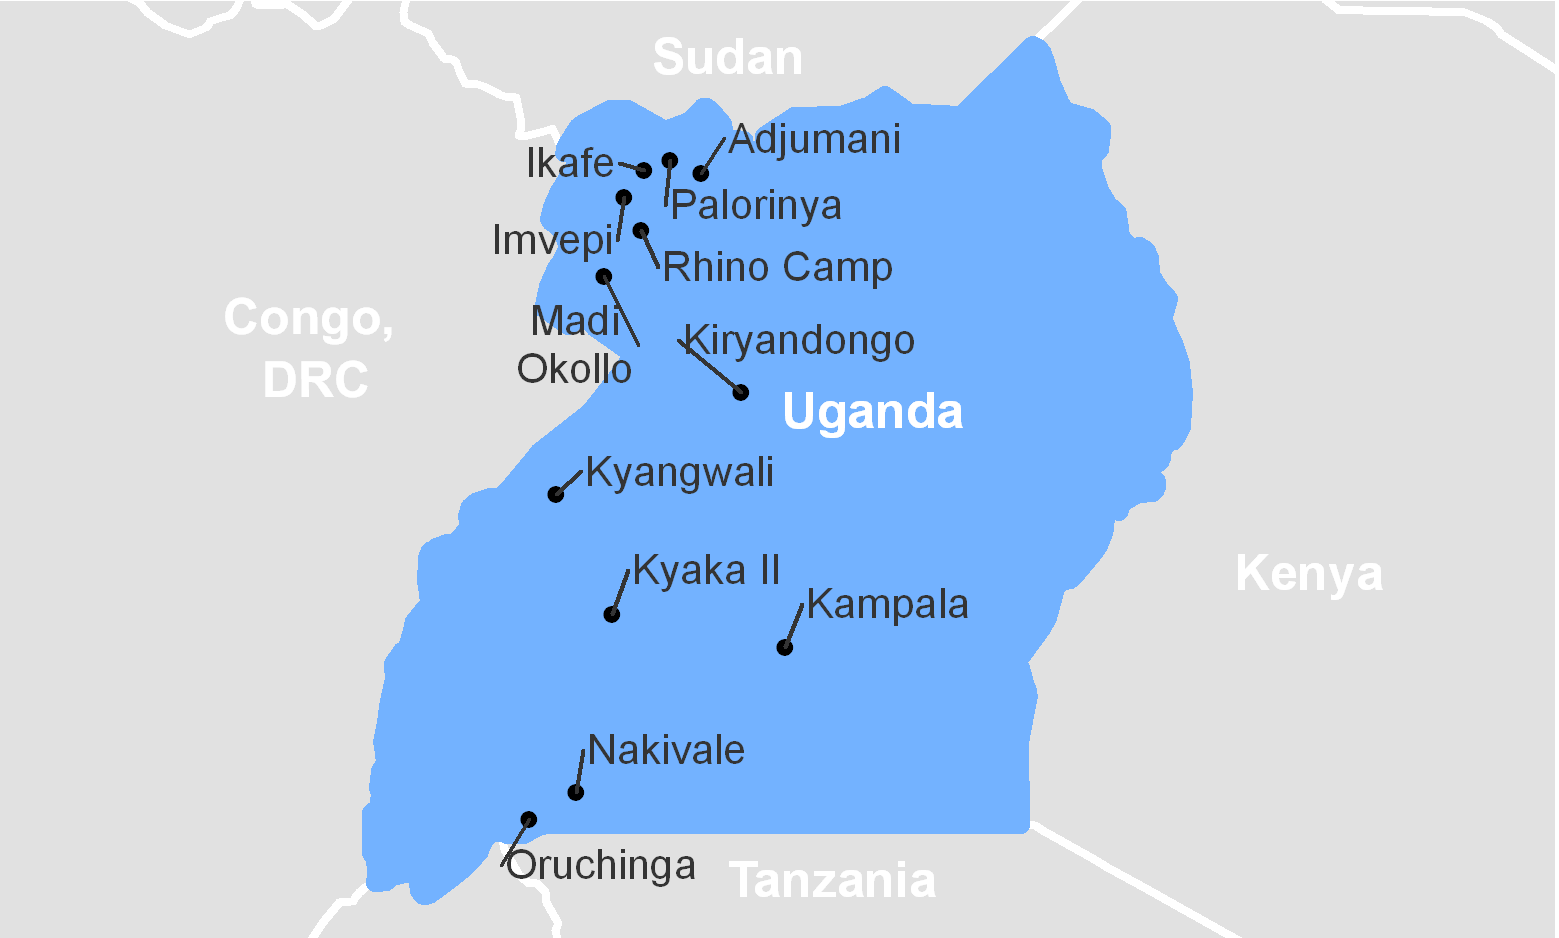 Sudan
Adjumani
Ikafe
Palorinya
Imvepi
Rhino Camp
Congo,
DRC
Madi
Okollo
Kiryandongo
Uganda
Kyangwali
Kyaka II
Kenya
Kampala
Nakivale
Oruchinga
Tanzania